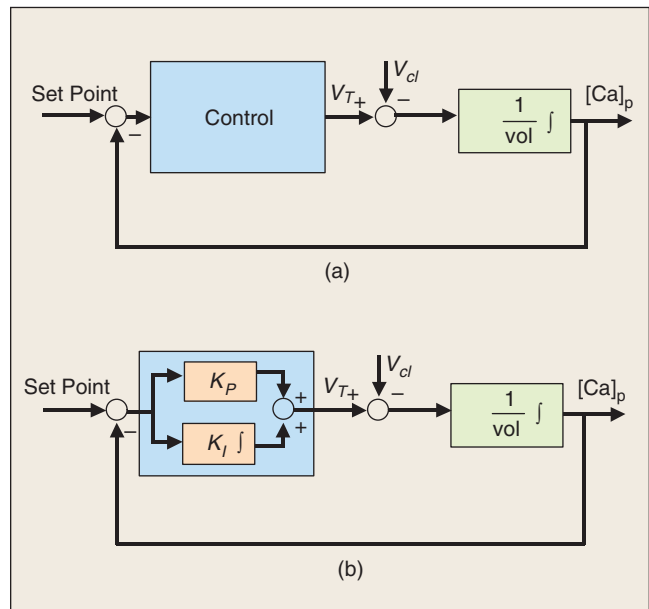 Set Point
−
Control
V_T +
V_cl
−
1/vol ∫
[Ca]_p
(a)
Set Point
−
K_P
K_I ∫
+
+
V_T +
V_cl
−
1/vol ∫
[Ca]_p
(b)